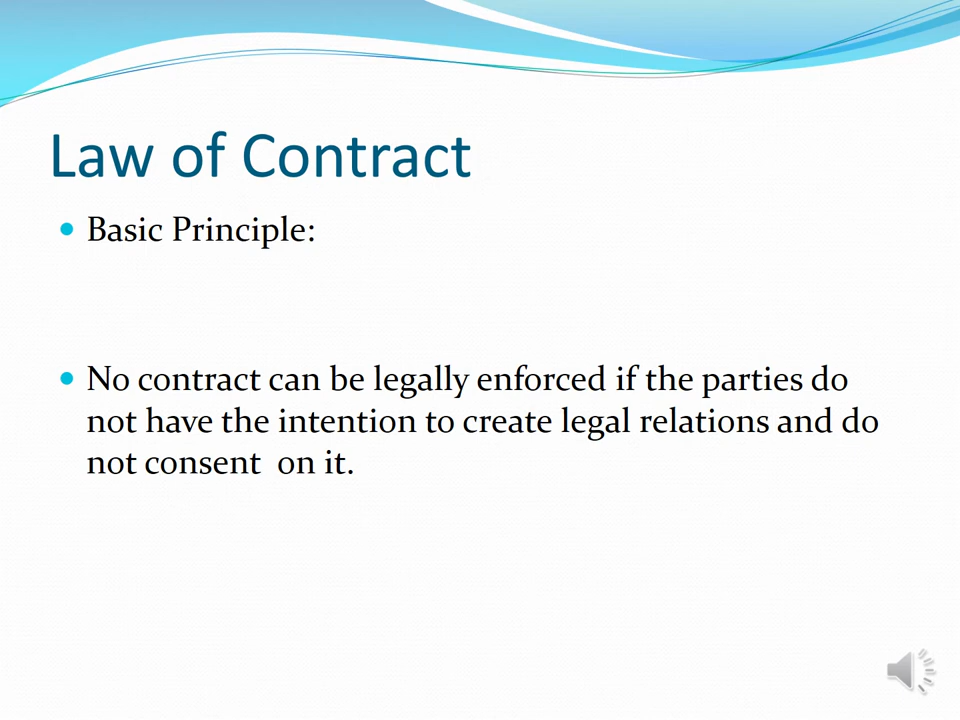 Law of Contract
Basic Principle:
No contract can be legally enforced if the parties do
not have the intention to create legal relations and do
not consent  on it.